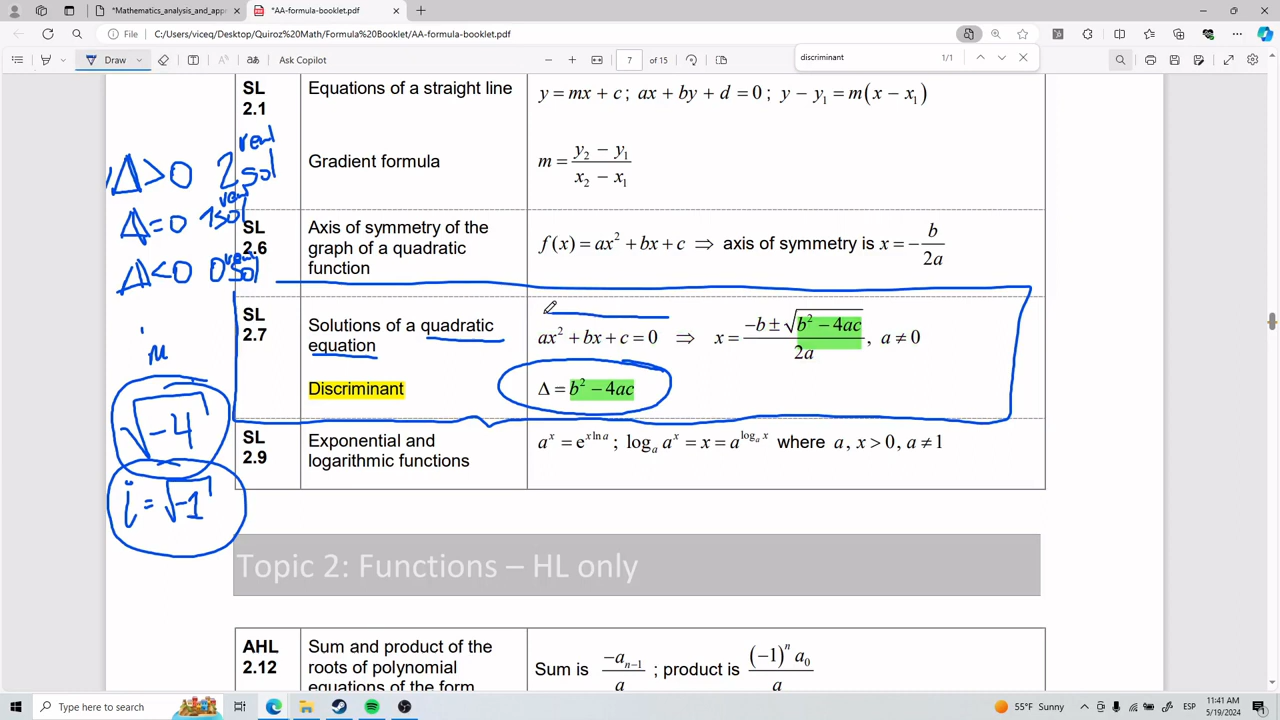 *Mathematics_analysis_and_app
*AA-formula-booklet.pdf
File
C:/Users/viceq/Desktop/Quiroz%20Math/Formula%20Booklet/AA-formula-booklet.pdf
Draw
Ask Copilot
7 of 15
discriminant
1/1
SL 2.1
Equations of a straight line
y = mx + c ; ax + by + d = 0 ; y − y₁ = m(x − x₁)
Gradient formula
m = (y₂ − y₁)/(x₂ − x₁)
Δ>0 2 real sol
Δ=0 1 real sol
Δ<0 0 real sol
SL 2.6
Axis of symmetry of the
graph of a quadratic
function
f(x) = ax² + bx + c ⇒ axis of symmetry is x = −b/2a
SL 2.7
Solutions of a quadratic
equation
ax² + bx + c = 0 ⇒ x = (−b ± √(b² − 4ac))/2a , a ≠ 0
Discriminant
Δ = b² − 4ac
√-4
i = √-1
SL 2.9
Exponential and
logarithmic functions
aˣ = e^(x ln a) ; logₐ aˣ = x = a^(logₐ x) where a, x > 0, a ≠ 1
Topic 2: Functions – HL only
AHL 2.12
Sum and product of the
roots of polynomial
equations of the form
Sum is −aₙ₋₁/a ; product is (−1)ⁿ a₀/a
Type here to search
55°F Sunny
ESP
11:41 AM
5/19/2024